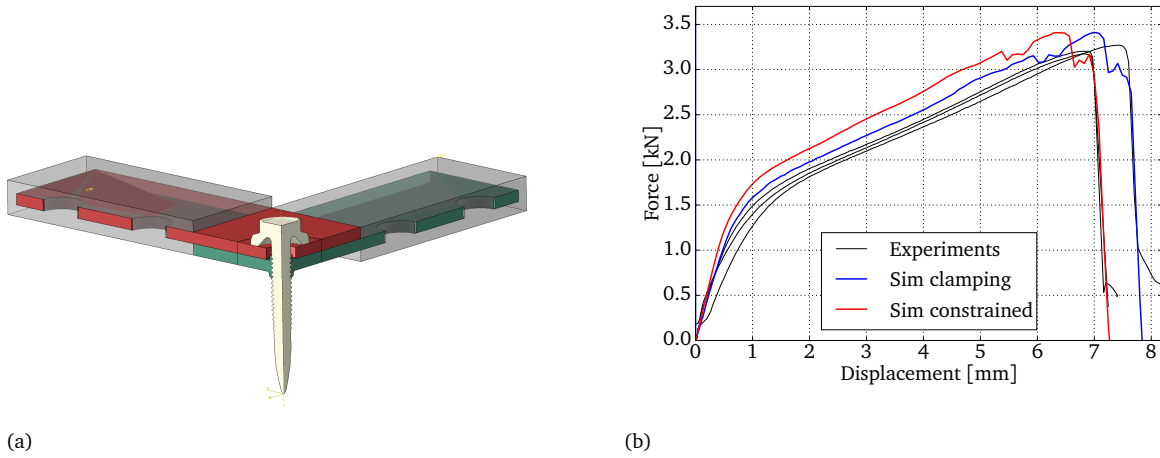 3.5
3.0
2.5
2.0
1.5
1.0
0.5
0.0
Force [kN]
Experiments
Sim clamping
Sim constrained
0 1 2 3 4 5 6 7 8
Displacement [mm]
(a)
(b)